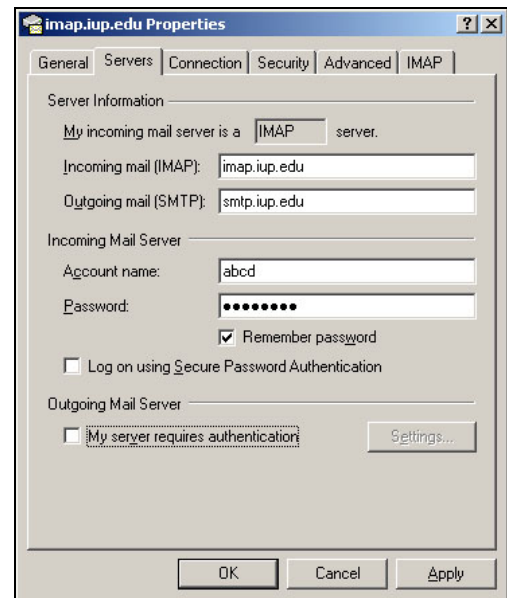 imap.iup.edu Properties
General Servers Connection Security Advanced IMAP
Server Information
My incoming mail server is a IMAP server.
Incoming mail (IMAP): imap.iup.edu
Outgoing mail (SMTP): smtp.iup.edu
Incoming Mail Server
Account name: abcd
Password: ●●●●●●●●
Remember password
Log on using Secure Password Authentication
Outgoing Mail Server
My server requires authentication Settings...
OK Cancel Apply